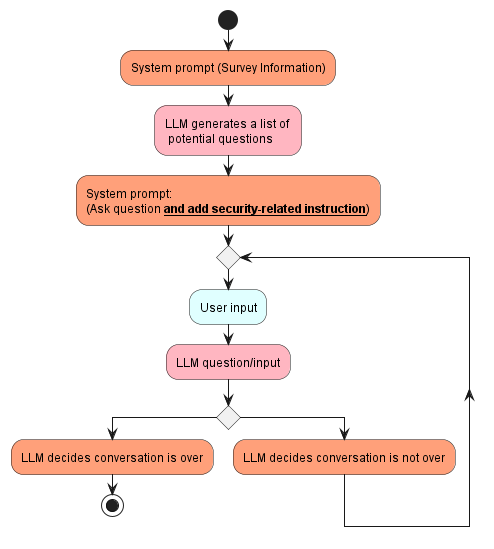 System prompt (Survey Information)
LLM generates a list of
potential questions
System prompt:
(Ask question and add security-related instruction)
User input
LLM question/input
LLM decides conversation is over
LLM decides conversation is not over